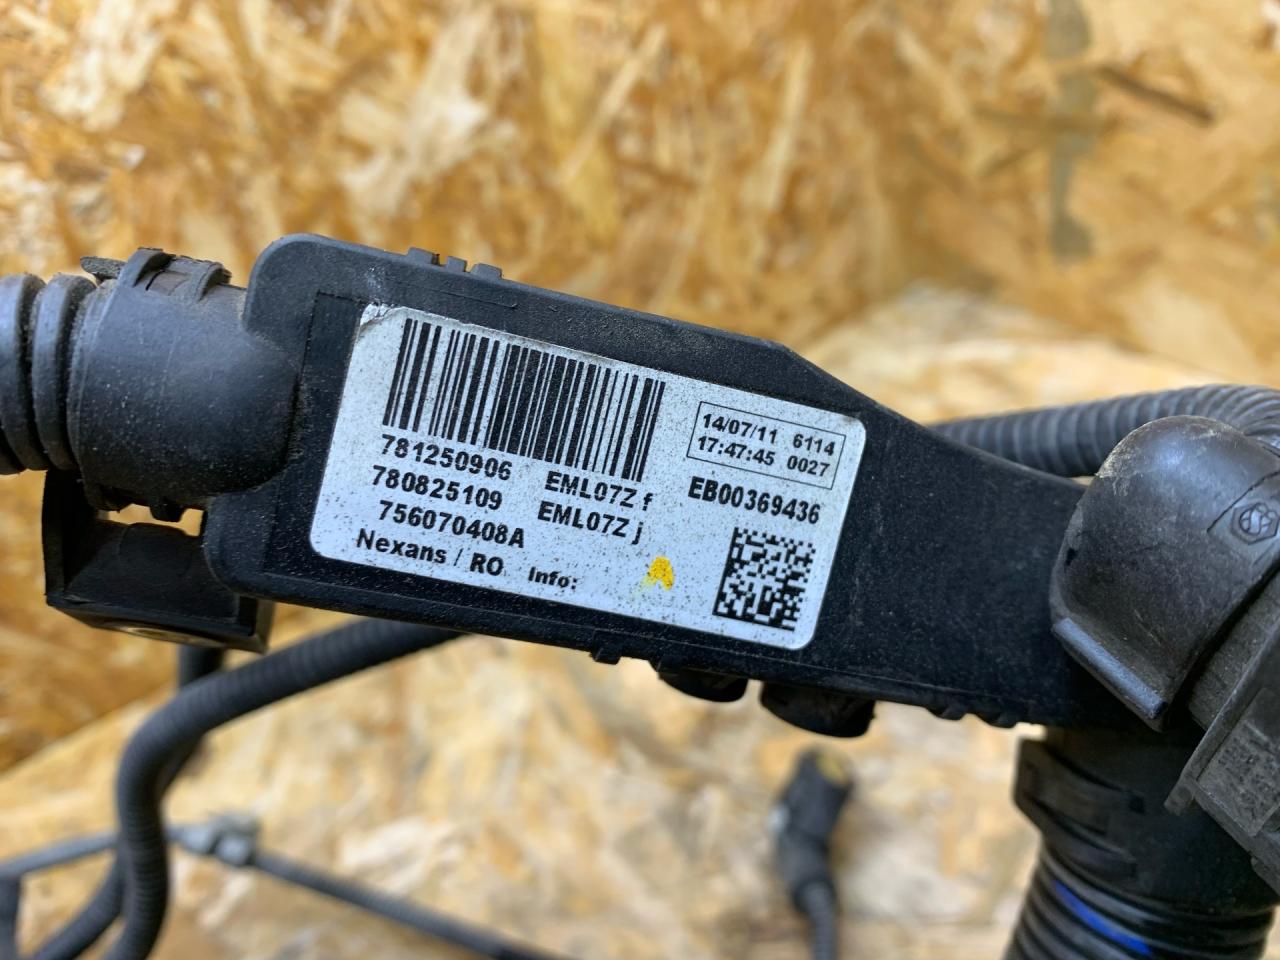 14/07/11 6114
17:47:45 0027
781250906 EML07Z f EB00369436
780825109 EML07Z j
756070408A
Nexans / RO Info: